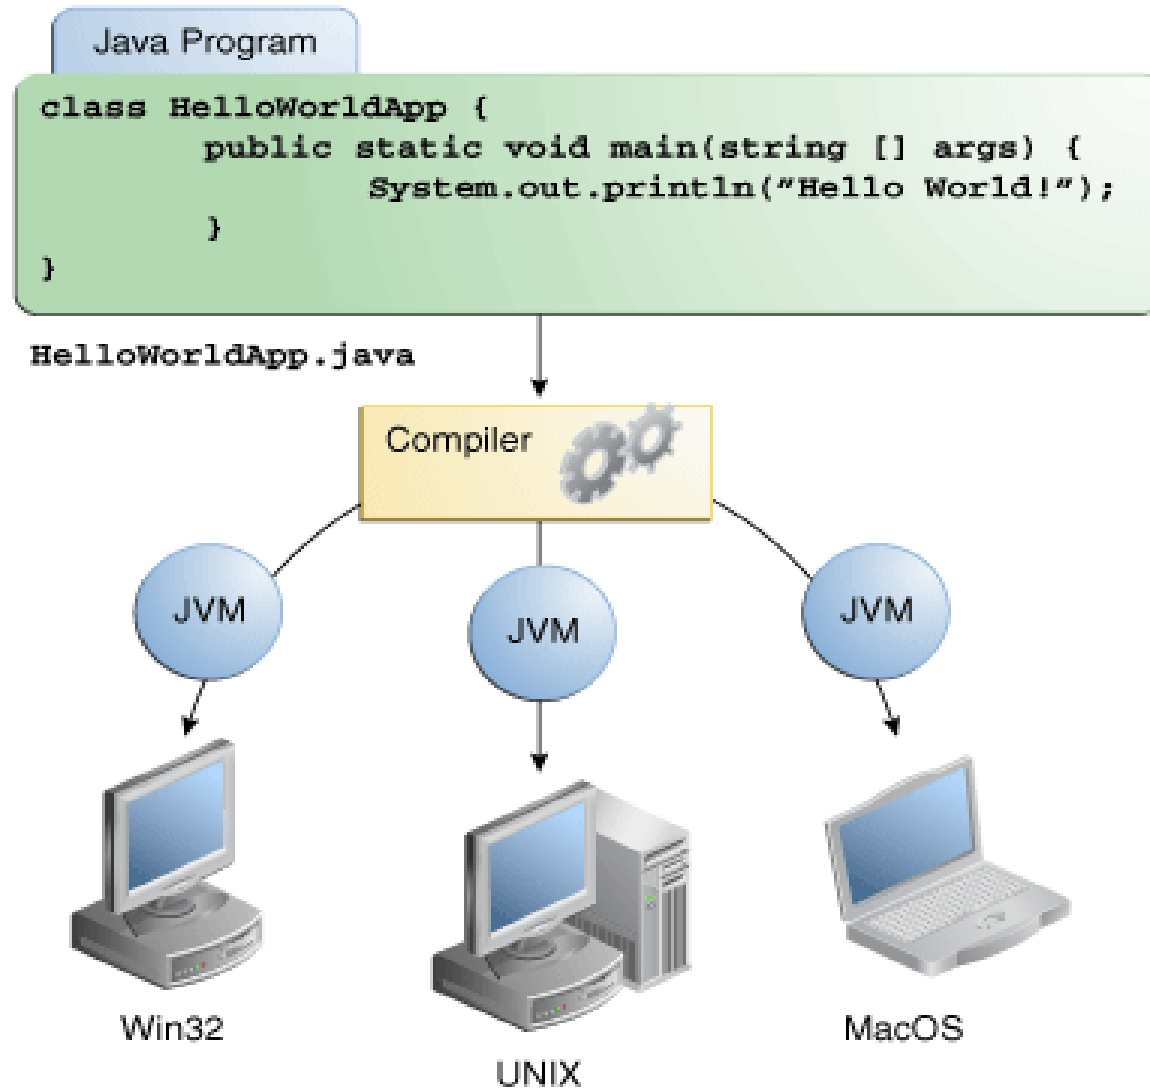 Java Program
class HelloWorldApp {
public static void main(string [] args) {
System.out.println("Hello World!");
}
}
HelloWorldApp.java
Compiler
JVM
JVM
JVM
Win32
UNIX
MacOS